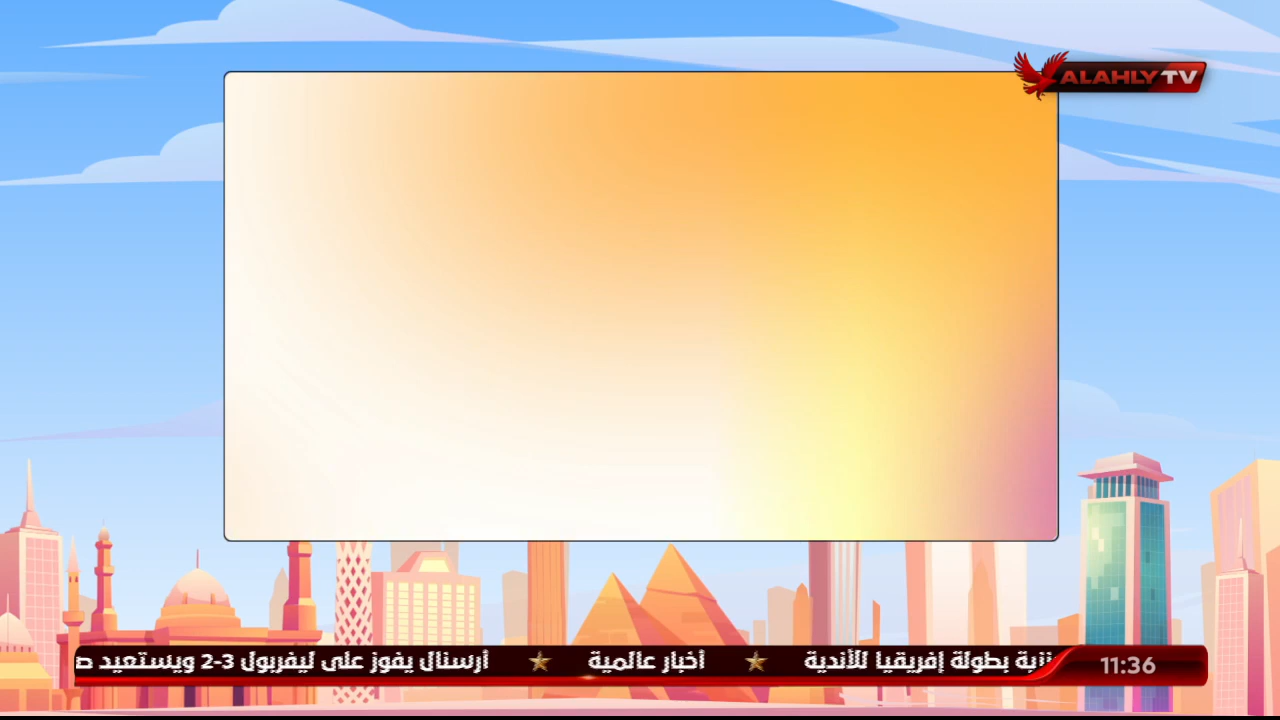 ALAHLY TV
بطولة إفريقيا للأندية ★ أخبار عالمية ★ أرسنال يفوز على ليفربول 3-2 ويستعيد
11:36